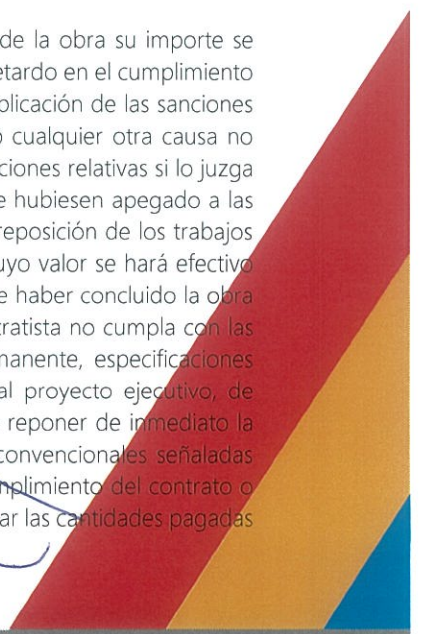 de la obra su importe se
etardo en el cumplimiento
plicación de las sanciones
o cualquier otra causa no
ciones relativas si lo juzga
e hubiesen apegado a las
reposición de los trabajos
uyo valor se hará efectivo
e haber concluido la obra
tratista no cumpla con las
manente, especificaciones
al proyecto ejecutivo, de
reponer de inmediato la
convencionales señaladas
mplimiento del contrato o
ar las cantidades pagadas